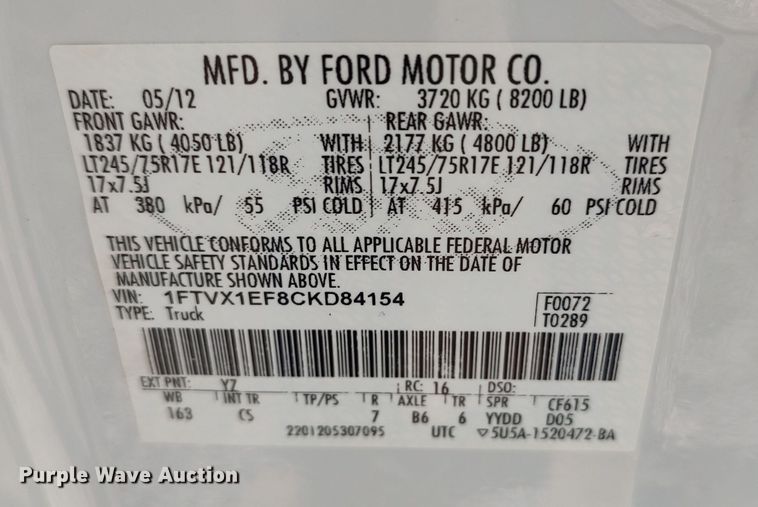 MFD. BY FORD MOTOR CO.
DATE: 05/12 GVWR: 3720 KG ( 8200 LB)
FRONT GAWR: REAR GAWR:
1837 KG ( 4050 LB) WITH 2177 KG ( 4800 LB) WITH
LT245/75R17E 121/118R TIRES LT245/75R17E 121/118R TIRES
17x7.5J RIMS 17x7.5J RIMS
AT 380 kPa/ 55 PSI COLD AT 415 kPa/ 60 PSI COLD
THIS VEHICLE CONFORMS TO ALL APPLICABLE FEDERAL MOTOR
VEHICLE SAFETY STANDARDS IN EFFECT ON THE DATE OF
MANUFACTURE SHOWN ABOVE.
VIN: 1FTVX1EF8CKD84154 F0072
TYPE: Truck T0289
EXT PNT: YZ RC: 16 DSO:
WB INT TR TP/PS R AXLE TR SPR CF615
163 CS 7 B6 6 YYDD D05
2201205307095 UTC ▽5U5A-1520472-BA
Purple Wave Auction